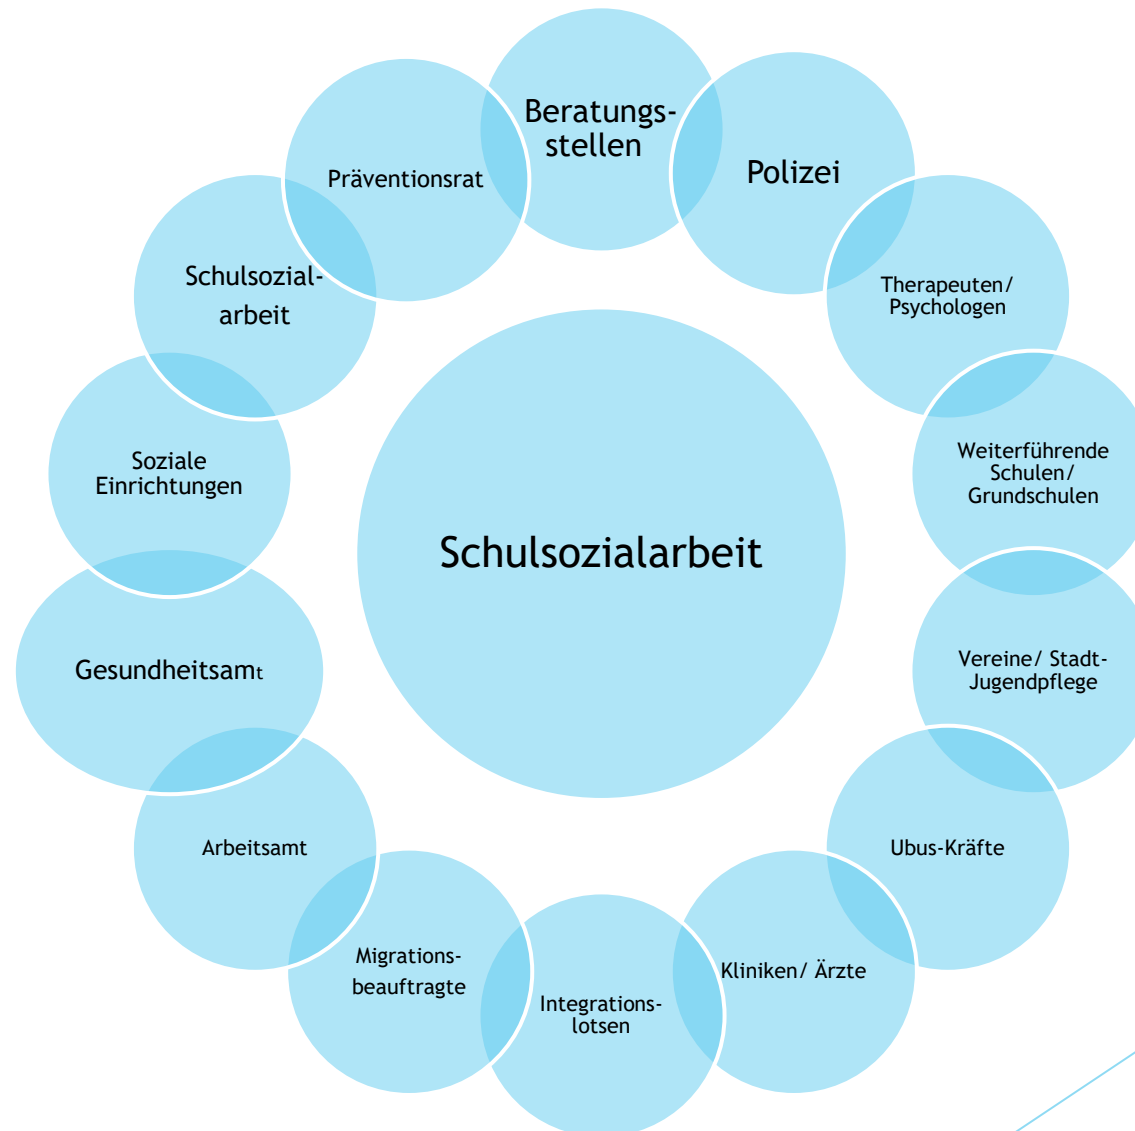 Beratungs-
stellen
Polizei
Therapeuten/
Psychologen
Weiterführende
Schulen/
Grundschulen
Vereine/ Stadt-
Jugendpflege
Ubus-Kräfte
Kliniken/ Ärzte
Integrations-
lotsen
Migrations-
beauftragte
Arbeitsamt
Gesundheitsamt
Soziale
Einrichtungen
Schulsozial-
arbeit
Präventionsrat
Schulsozialarbeit